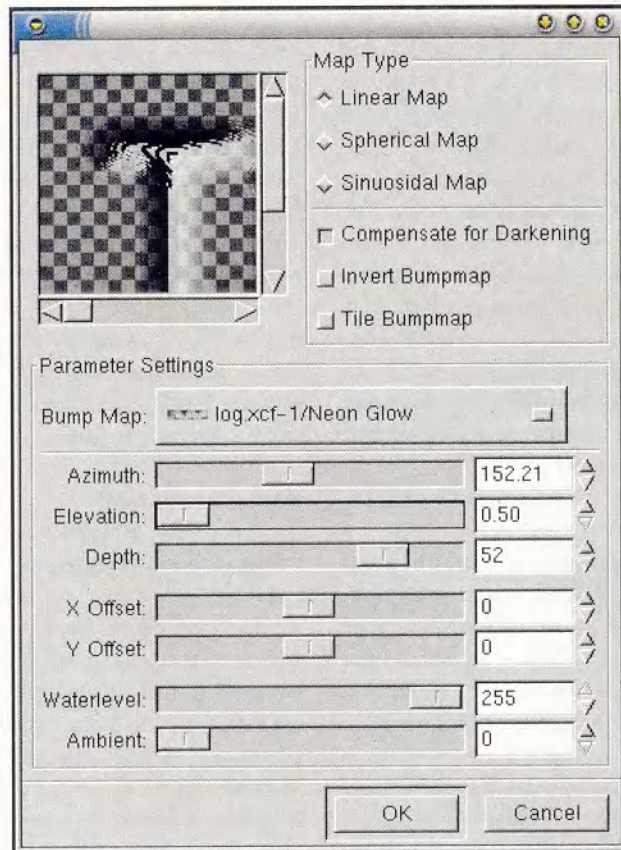 Map Type
Linear Map
Spherical Map
Sinuosidal Map
Compensate for Darkening
Invert Bumpmap
Tile Bumpmap
Parameter Settings
Bump Map: log.xcf-1/Neon Glow
Azimuth: 152.21
Elevation: 0.50
Depth: 52
X Offset: 0
Y Offset: 0
Waterlevel: 255
Ambient: 0
OK Cancel